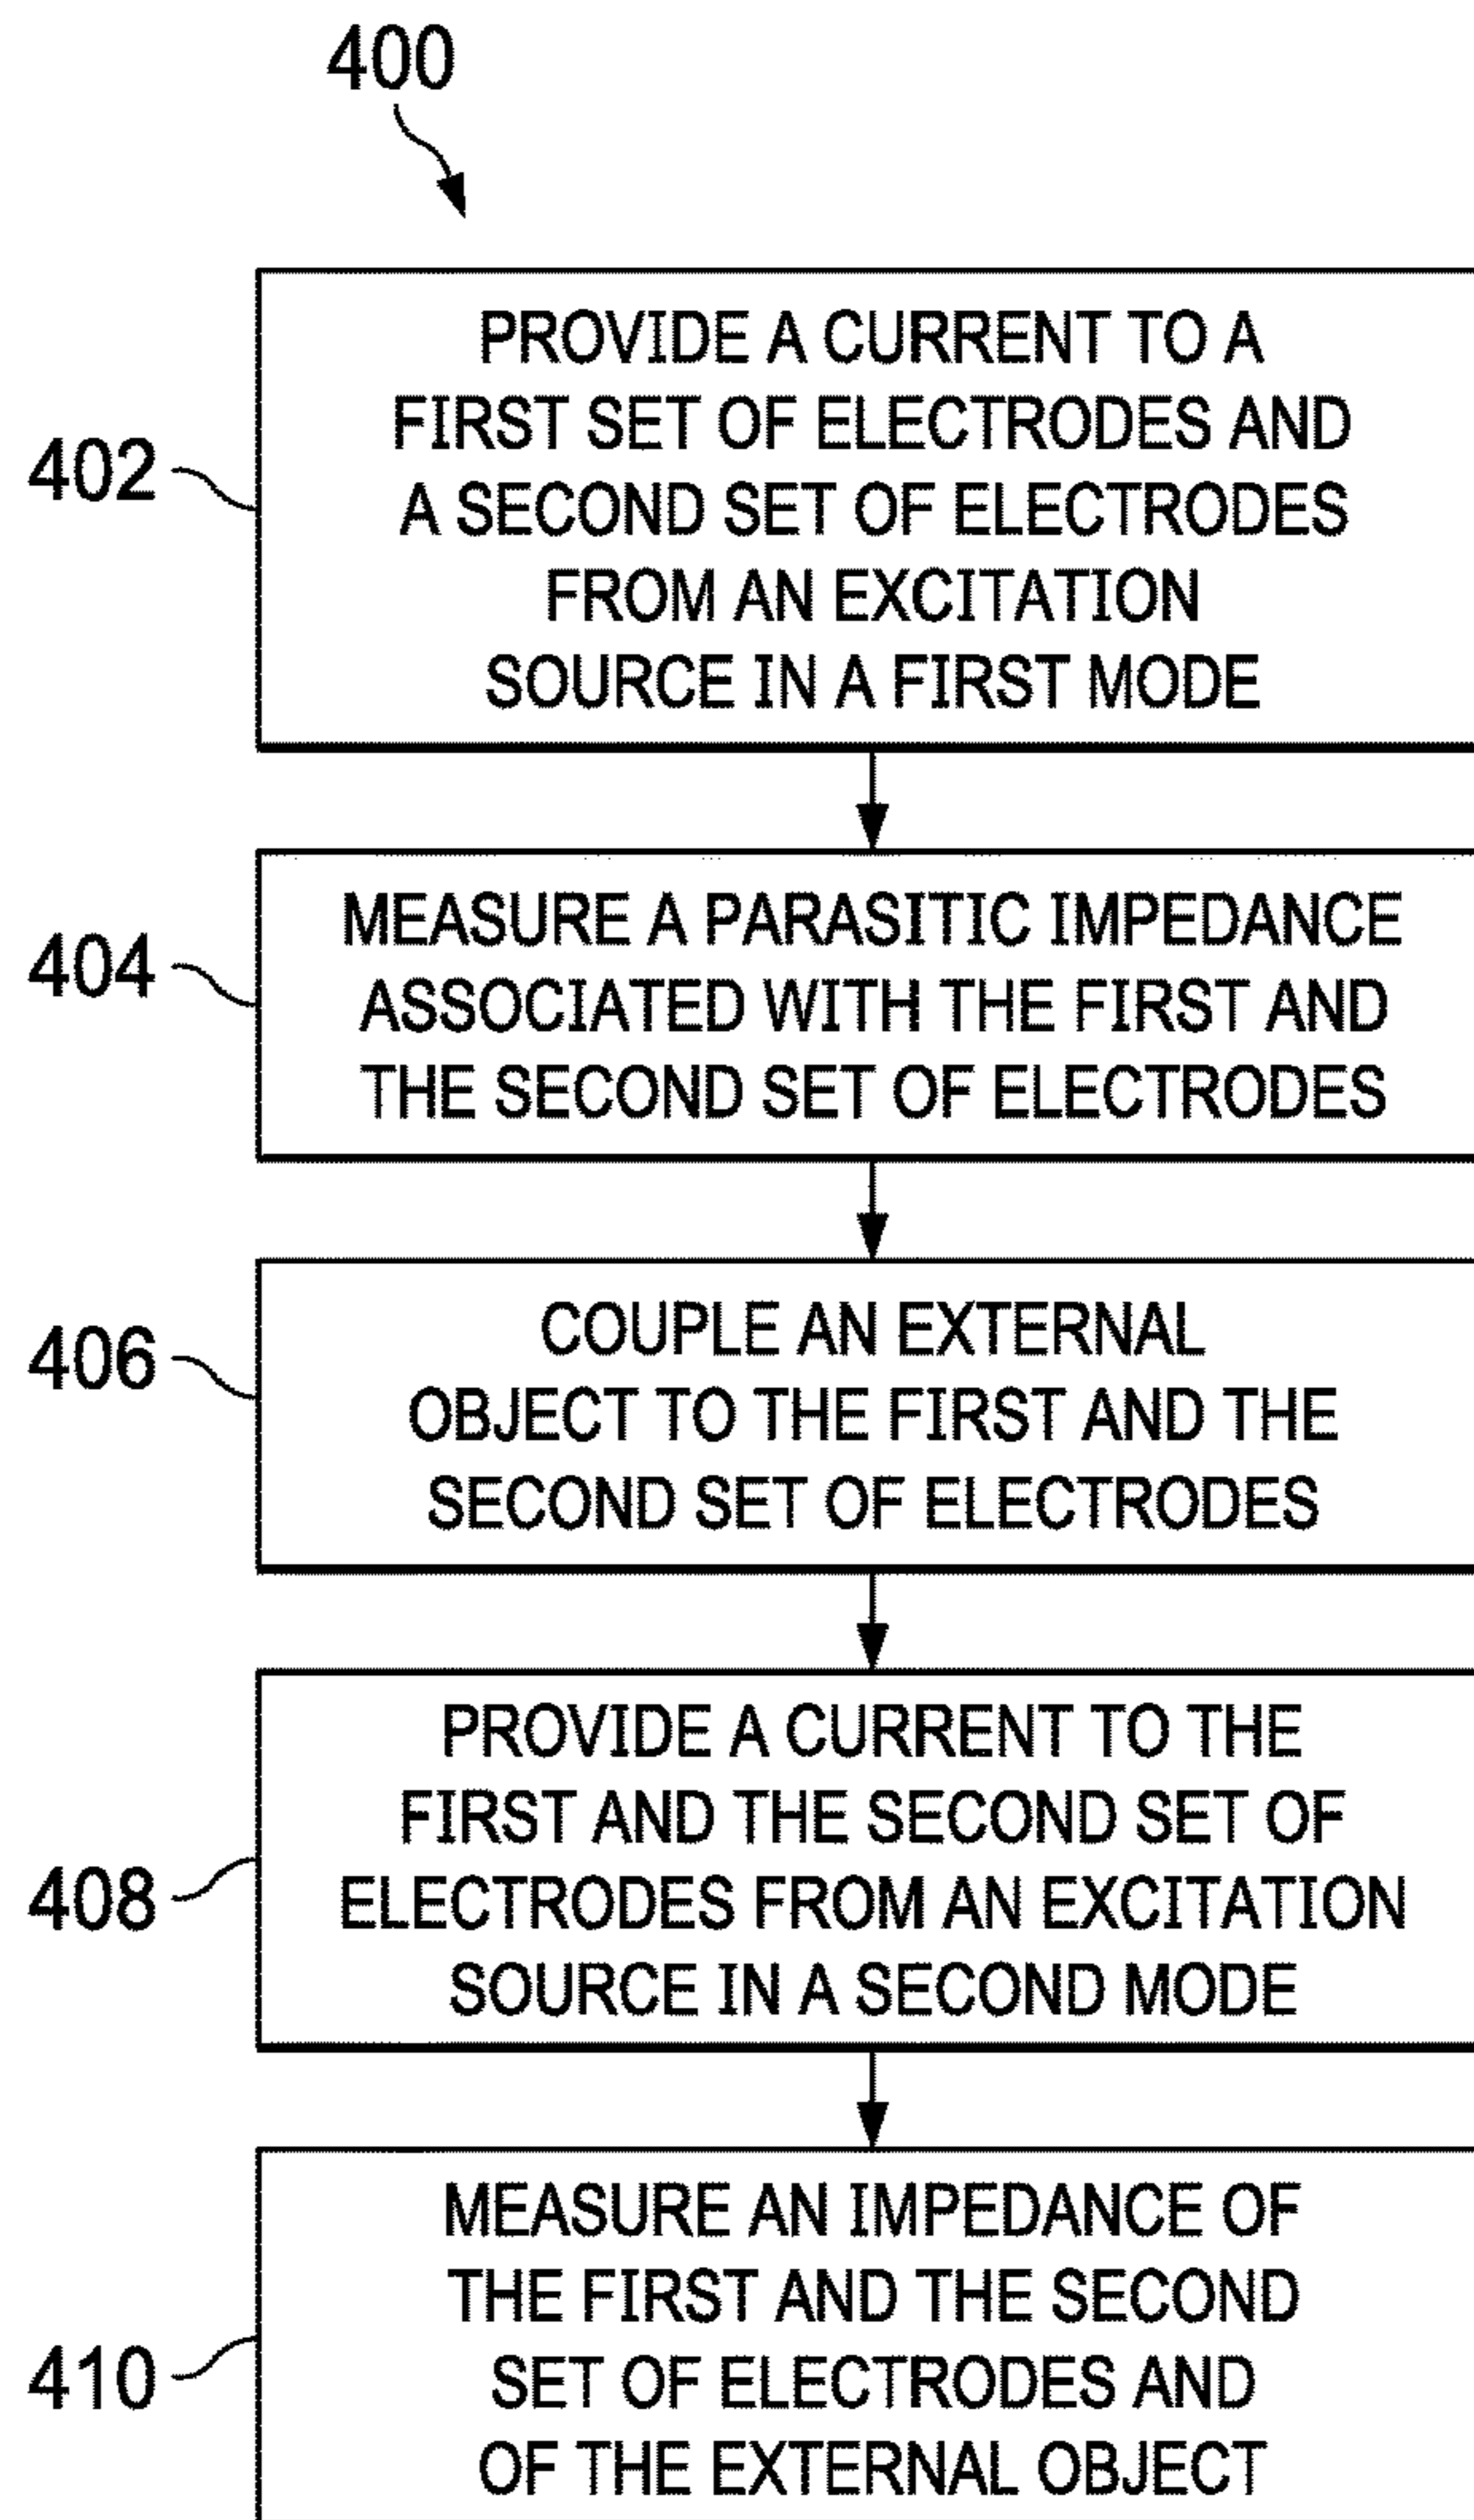 400
402
PROVIDE A CURRENT TO A
FIRST SET OF ELECTRODES AND
A SECOND SET OF ELECTRODES
FROM AN EXCITATION
SOURCE IN A FIRST MODE
404
MEASURE A PARASITIC IMPEDANCE
ASSOCIATED WITH THE FIRST AND
THE SECOND SET OF ELECTRODES
406
COUPLE AN EXTERNAL
OBJECT TO THE FIRST AND THE
SECOND SET OF ELECTRODES
408
PROVIDE A CURRENT TO THE
FIRST AND THE SECOND SET OF
ELECTRODES FROM AN EXCITATION
SOURCE IN A SECOND MODE
410
MEASURE AN IMPEDANCE OF
THE FIRST AND THE SECOND
SET OF ELECTRODES AND
OF THE EXTERNAL OBJECT